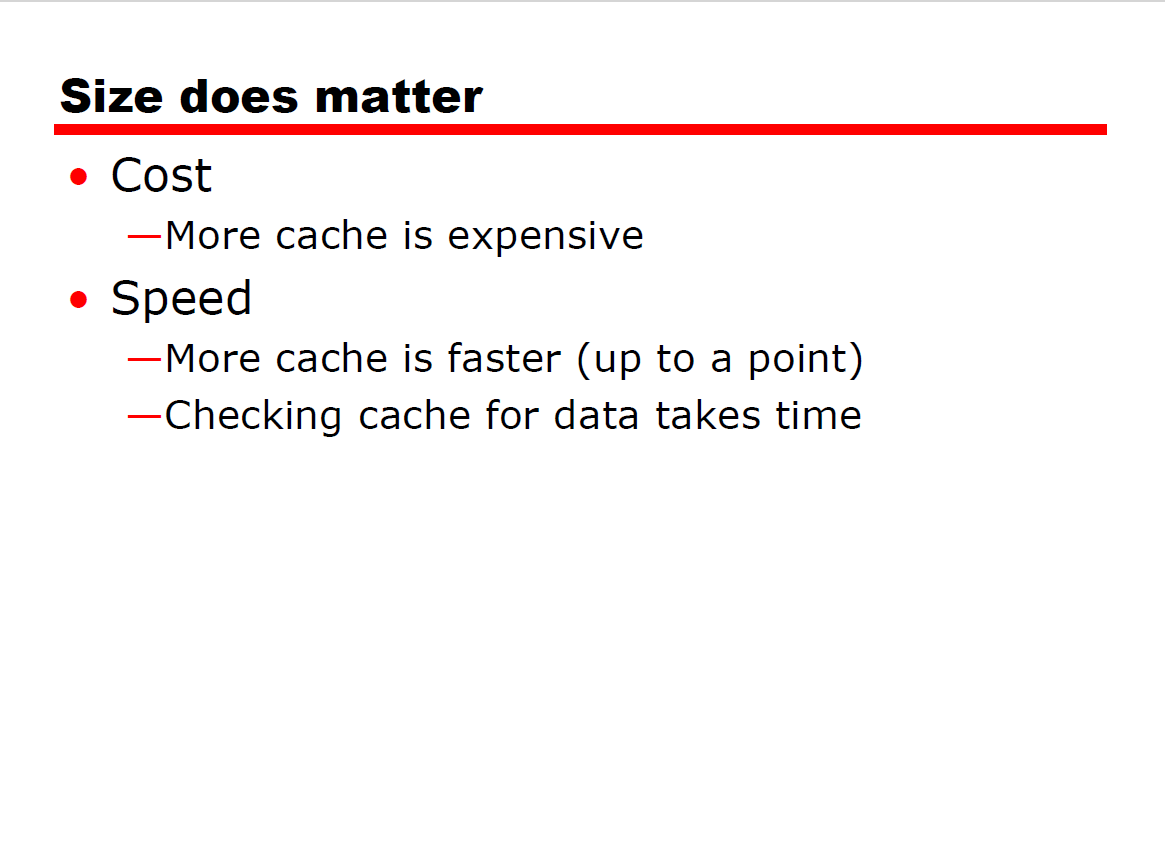 Size does matter
• Cost
—More cache is expensive
• Speed
—More cache is faster (up to a point)
—Checking cache for data takes time